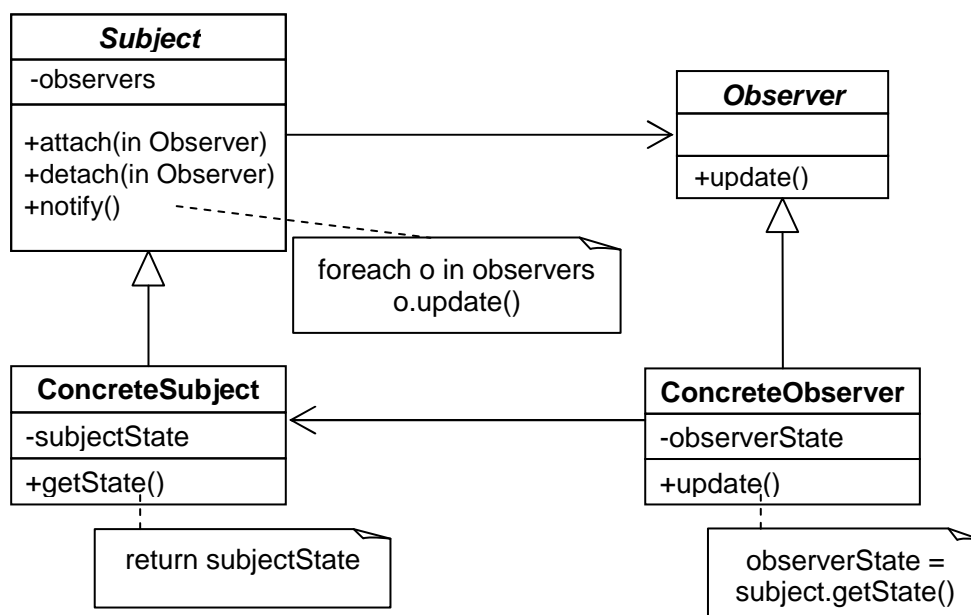 Subject
-observers
+attach(in Observer)
+detach(in Observer)
+notify()
Observer
+update()
foreach o in observers
o.update()
ConcreteSubject
-subjectState
+getState()
return subjectState
ConcreteObserver
-observerState
+update()
observerState =
subject.getState()